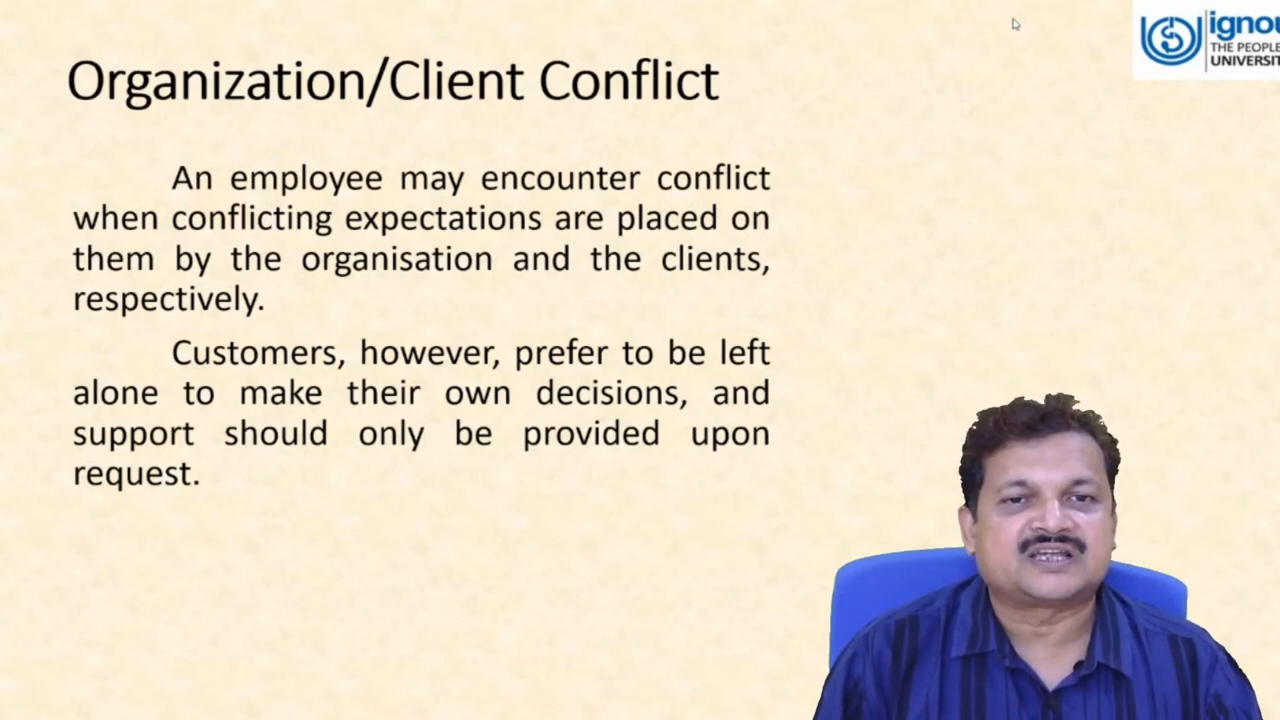 Organization/Client Conflict
ignou
THE PEOPLE
UNIVERSIT
An employee may encounter conflict
when conflicting expectations are placed on
them by the organisation and the clients,
respectively.
Customers, however, prefer to be left
alone to make their own decisions, and
support should only be provided upon
request.